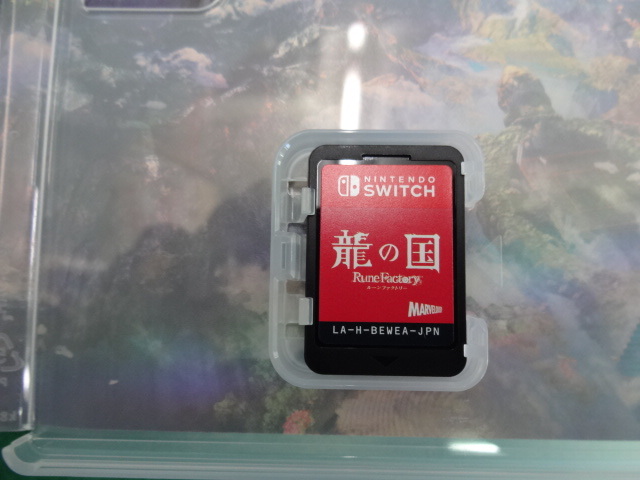 NINTENDO
SWITCH
龍の国
Rune Factory
ルーンファクトリー
MARVELOUS
LA-H-BEWEA-JPN